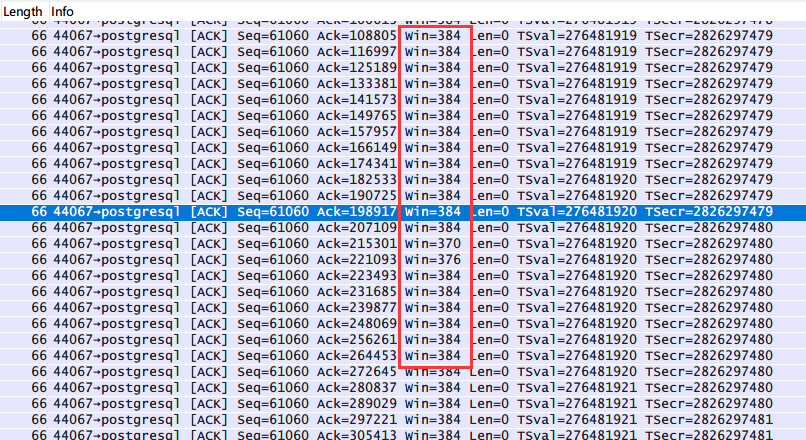 Length Info
66 44067→postgresql [ACK] Seq=61060 Ack=108805 Win=384 Len=0 TSval=276481919 TSecr=2826297479
66 44067→postgresql [ACK] Seq=61060 Ack=116997 Win=384 Len=0 TSval=276481919 TSecr=2826297479
66 44067→postgresql [ACK] Seq=61060 Ack=125189 Win=384 Len=0 TSval=276481919 TSecr=2826297479
66 44067→postgresql [ACK] Seq=61060 Ack=133381 Win=384 Len=0 TSval=276481919 TSecr=2826297479
66 44067→postgresql [ACK] Seq=61060 Ack=141573 Win=384 Len=0 TSval=276481919 TSecr=2826297479
66 44067→postgresql [ACK] Seq=61060 Ack=149765 Win=384 Len=0 TSval=276481919 TSecr=2826297479
66 44067→postgresql [ACK] Seq=61060 Ack=157957 Win=384 Len=0 TSval=276481919 TSecr=2826297479
66 44067→postgresql [ACK] Seq=61060 Ack=166149 Win=384 Len=0 TSval=276481919 TSecr=2826297479
66 44067→postgresql [ACK] Seq=61060 Ack=174341 Win=384 Len=0 TSval=276481919 TSecr=2826297479
66 44067→postgresql [ACK] Seq=61060 Ack=182533 Win=384 Len=0 TSval=276481920 TSecr=2826297479
66 44067→postgresql [ACK] Seq=61060 Ack=190725 Win=384 Len=0 TSval=276481920 TSecr=2826297479
66 44067→postgresql [ACK] Seq=61060 Ack=198917 Win=384 Len=0 TSval=276481920 TSecr=2826297479
66 44067→postgresql [ACK] Seq=61060 Ack=207109 Win=384 Len=0 TSval=276481920 TSecr=2826297480
66 44067→postgresql [ACK] Seq=61060 Ack=215301 Win=370 Len=0 TSval=276481920 TSecr=2826297480
66 44067→postgresql [ACK] Seq=61060 Ack=221093 Win=376 Len=0 TSval=276481920 TSecr=2826297480
66 44067→postgresql [ACK] Seq=61060 Ack=223493 Win=384 Len=0 TSval=276481920 TSecr=2826297480
66 44067→postgresql [ACK] Seq=61060 Ack=231685 Win=384 Len=0 TSval=276481920 TSecr=2826297480
66 44067→postgresql [ACK] Seq=61060 Ack=239877 Win=384 Len=0 TSval=276481920 TSecr=2826297480
66 44067→postgresql [ACK] Seq=61060 Ack=248069 Win=384 Len=0 TSval=276481920 TSecr=2826297480
66 44067→postgresql [ACK] Seq=61060 Ack=256261 Win=384 Len=0 TSval=276481920 TSecr=2826297480
66 44067→postgresql [ACK] Seq=61060 Ack=264453 Win=384 Len=0 TSval=276481920 TSecr=2826297480
66 44067→postgresql [ACK] Seq=61060 Ack=272645 Win=384 Len=0 TSval=276481920 TSecr=2826297480
66 44067→postgresql [ACK] Seq=61060 Ack=280837 Win=384 Len=0 TSval=276481921 TSecr=2826297480
66 44067→postgresql [ACK] Seq=61060 Ack=289029 Win=384 Len=0 TSval=276481921 TSecr=2826297480
66 44067→postgresql [ACK] Seq=61060 Ack=297221 Win=384 Len=0 TSval=276481921 TSecr=2826297481
66 44067→postgresql [ACK] Seq=61060 Ack=305413 Win=384 Len=0 TSval=276481921 TSecr=2826297481